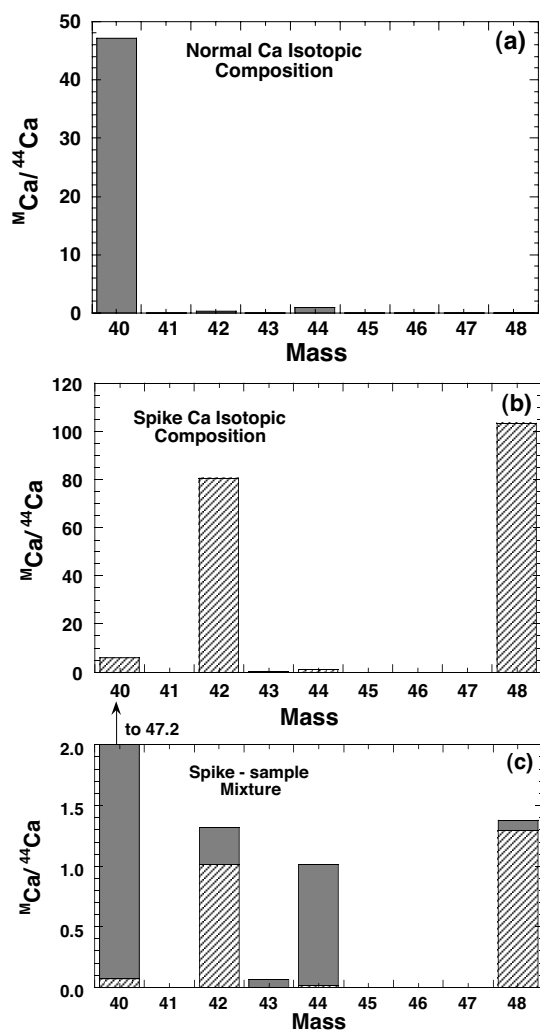 (a)
Normal Ca Isotopic
Composition
50
40
30
20
10
0
ᴹCa/⁴⁴Ca
40 41 42 43 44 45 46 47 48
Mass
(b)
Spike Ca Isotopic
Composition
120
100
80
60
40
20
0
ᴹCa/⁴⁴Ca
40 41 42 43 44 45 46 47 48
Mass
to 47.2
(c)
Spike - sample
Mixture
2.0
1.5
1.0
0.5
0.0
ᴹCa/⁴⁴Ca
40 41 42 43 44 45 46 47 48
Mass